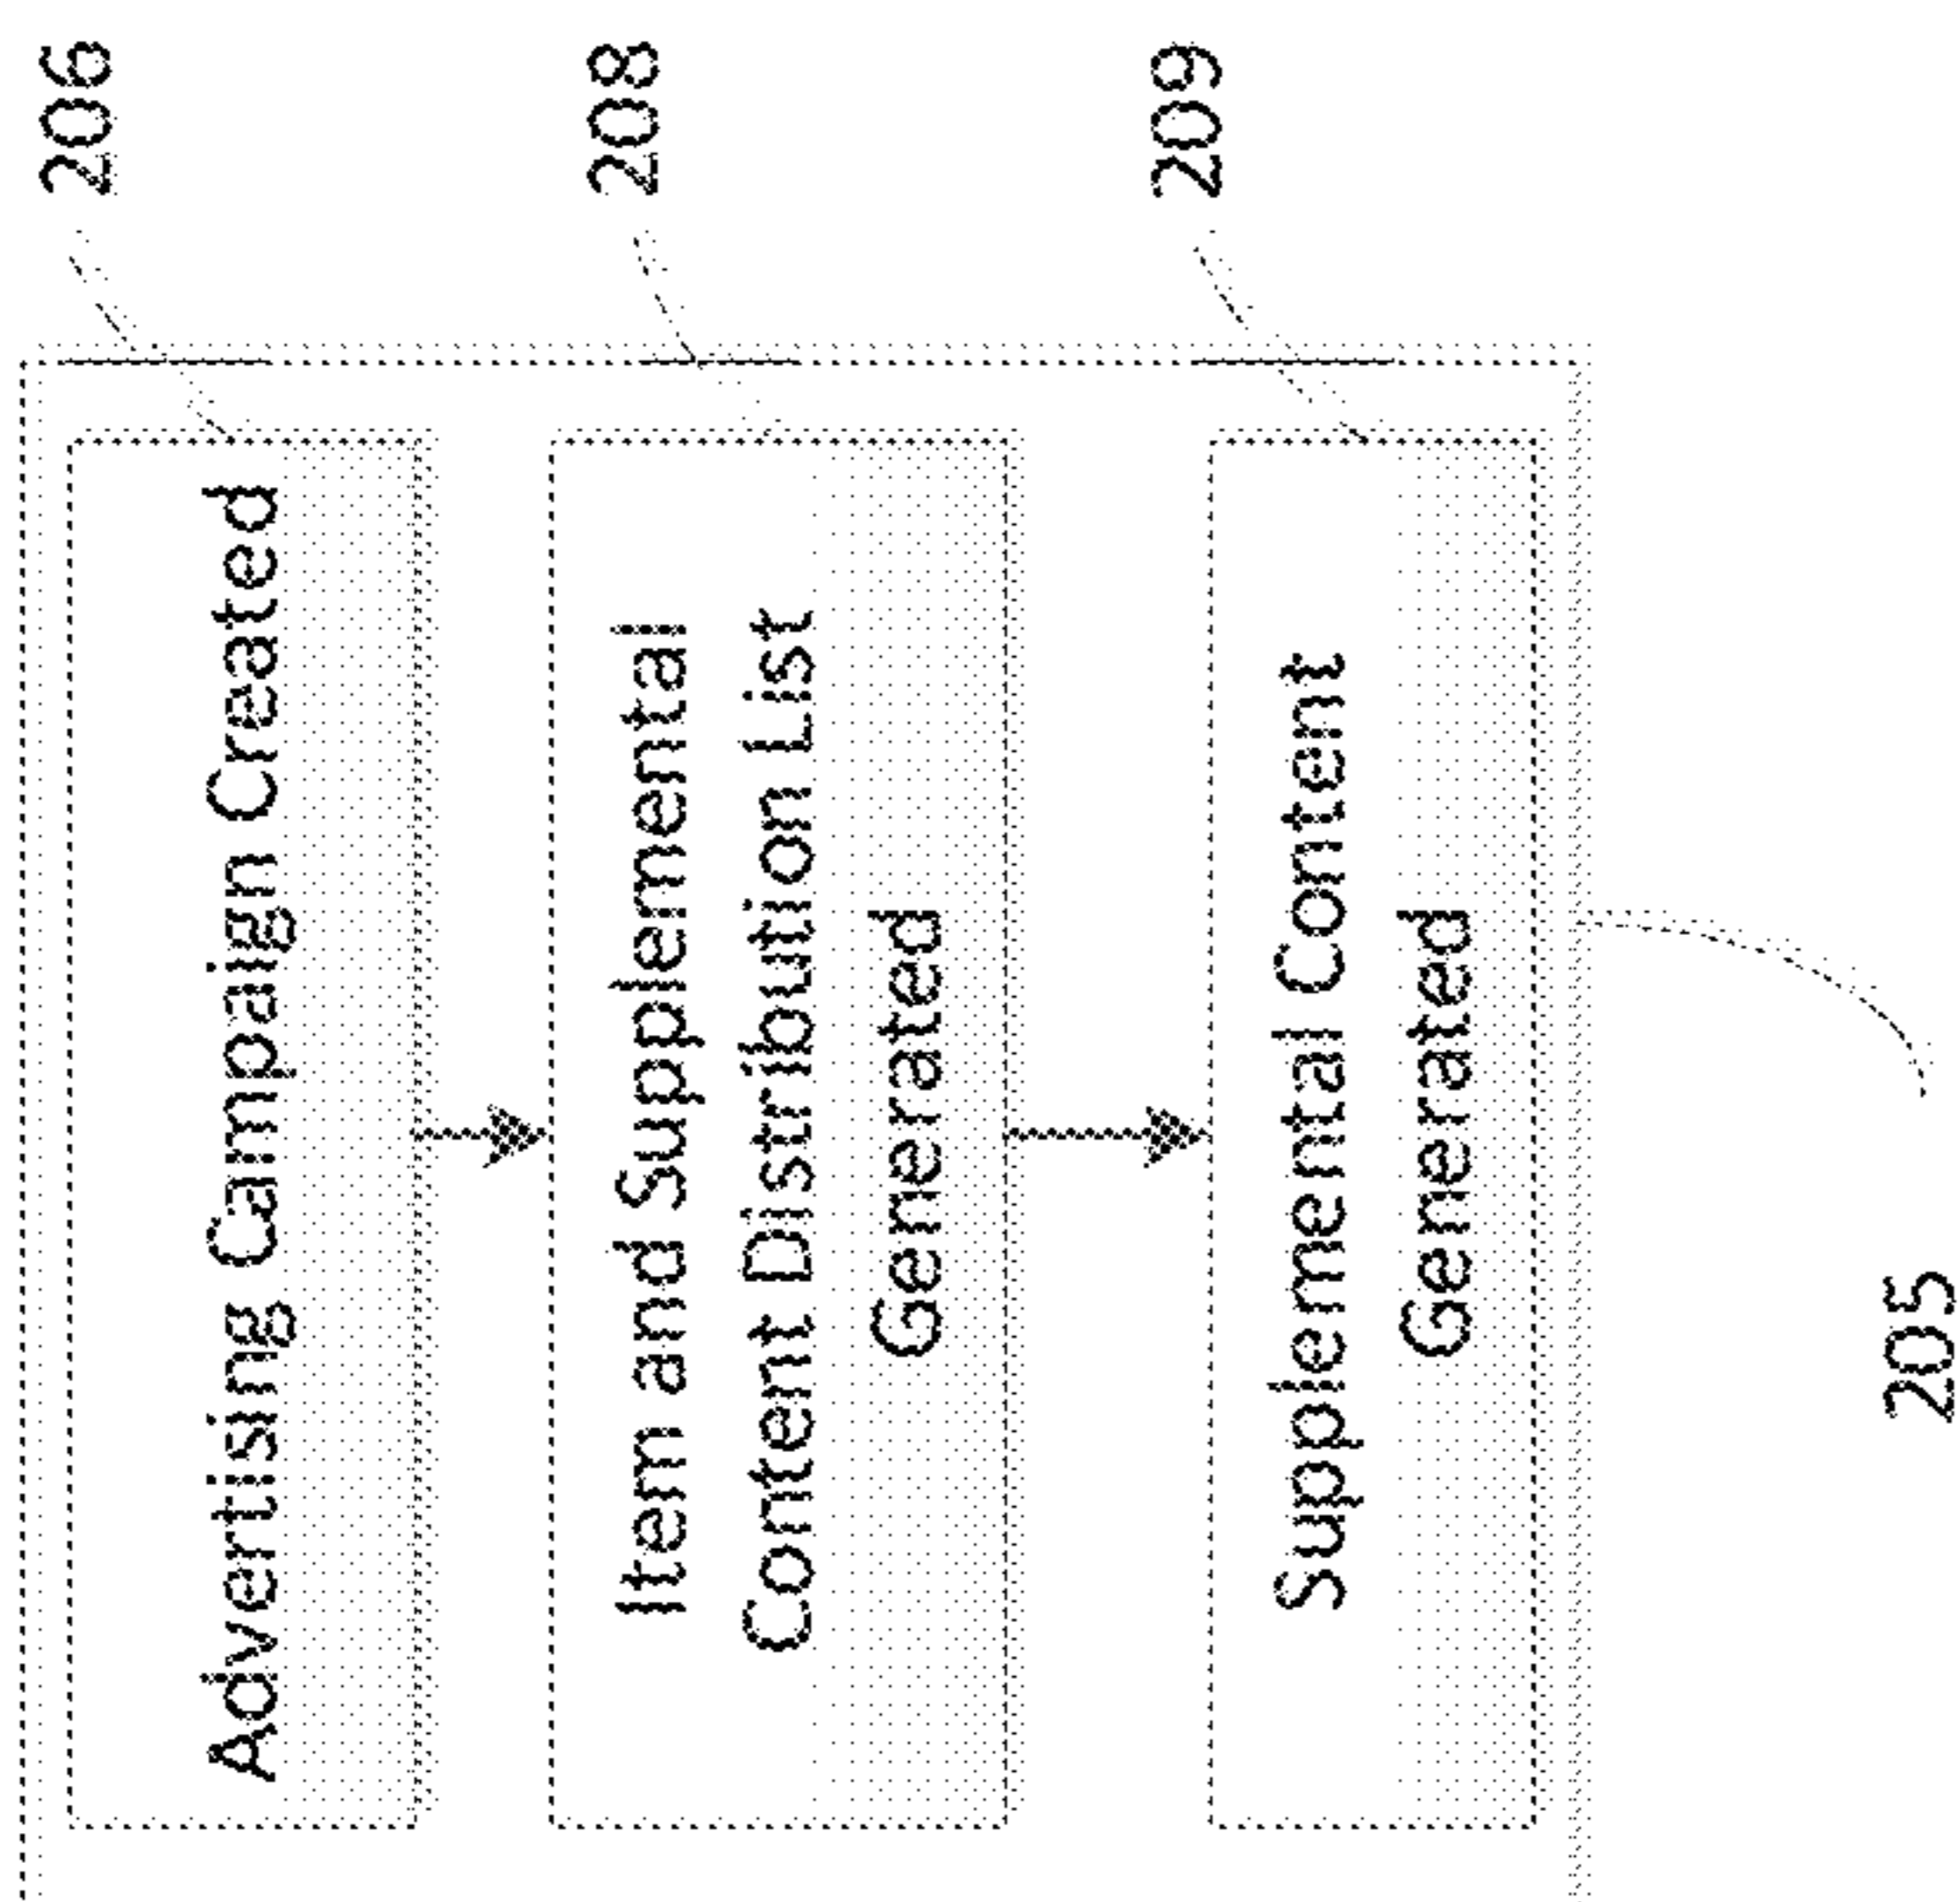 Advertising Campaign Created
206
Item and Supplemental
Content Distribution List
Generated
208
Supplemental Content
Generated
209
205